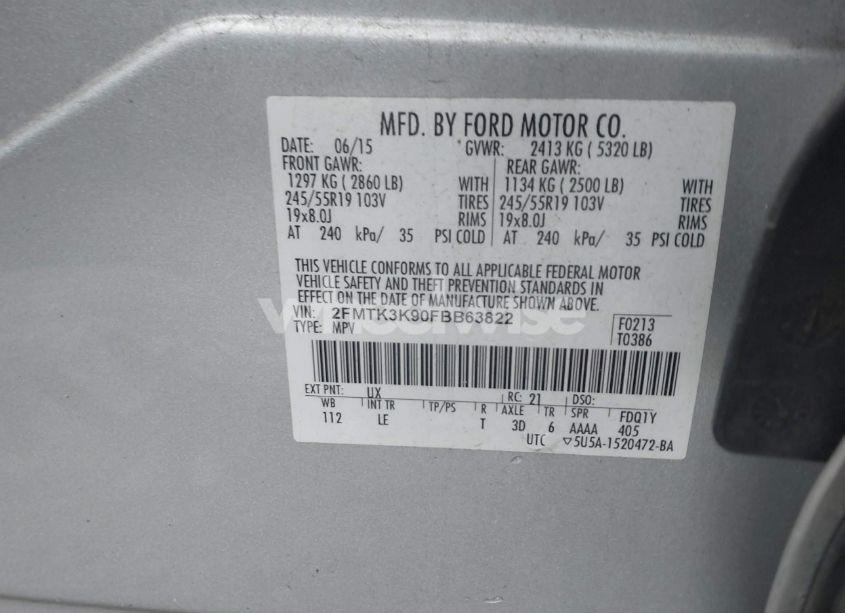 MFD. BY FORD MOTOR CO.
DATE: 06/15 GVWR: 2413 KG ( 5320 LB)
FRONT GAWR: REAR GAWR:
1297 KG ( 2860 LB) WITH 1134 KG ( 2500 LB) WITH
245/55R19 103V TIRES 245/55R19 103V TIRES
19x8.0J RIMS 19x8.0J RIMS
AT 240 kPa/ 35 PSI COLD AT 240 kPa/ 35 PSI COLD
THIS VEHICLE CONFORMS TO ALL APPLICABLE FEDERAL MOTOR
VEHICLE SAFETY AND THEFT PREVENTION STANDARDS IN
EFFECT ON THE DATE OF MANUFACTURE SHOWN ABOVE.
VIN: 2FMTK3K90FBB63822 F0213
TYPE: MPV T0386
EXT PNT: UX RC: 21 DSO:
WB INT TR TP/PS R AXLE TR SPR FDQ1Y
112 LE T 3D 6 AAAA 405
UTC ▽5U5A-1520472-BA